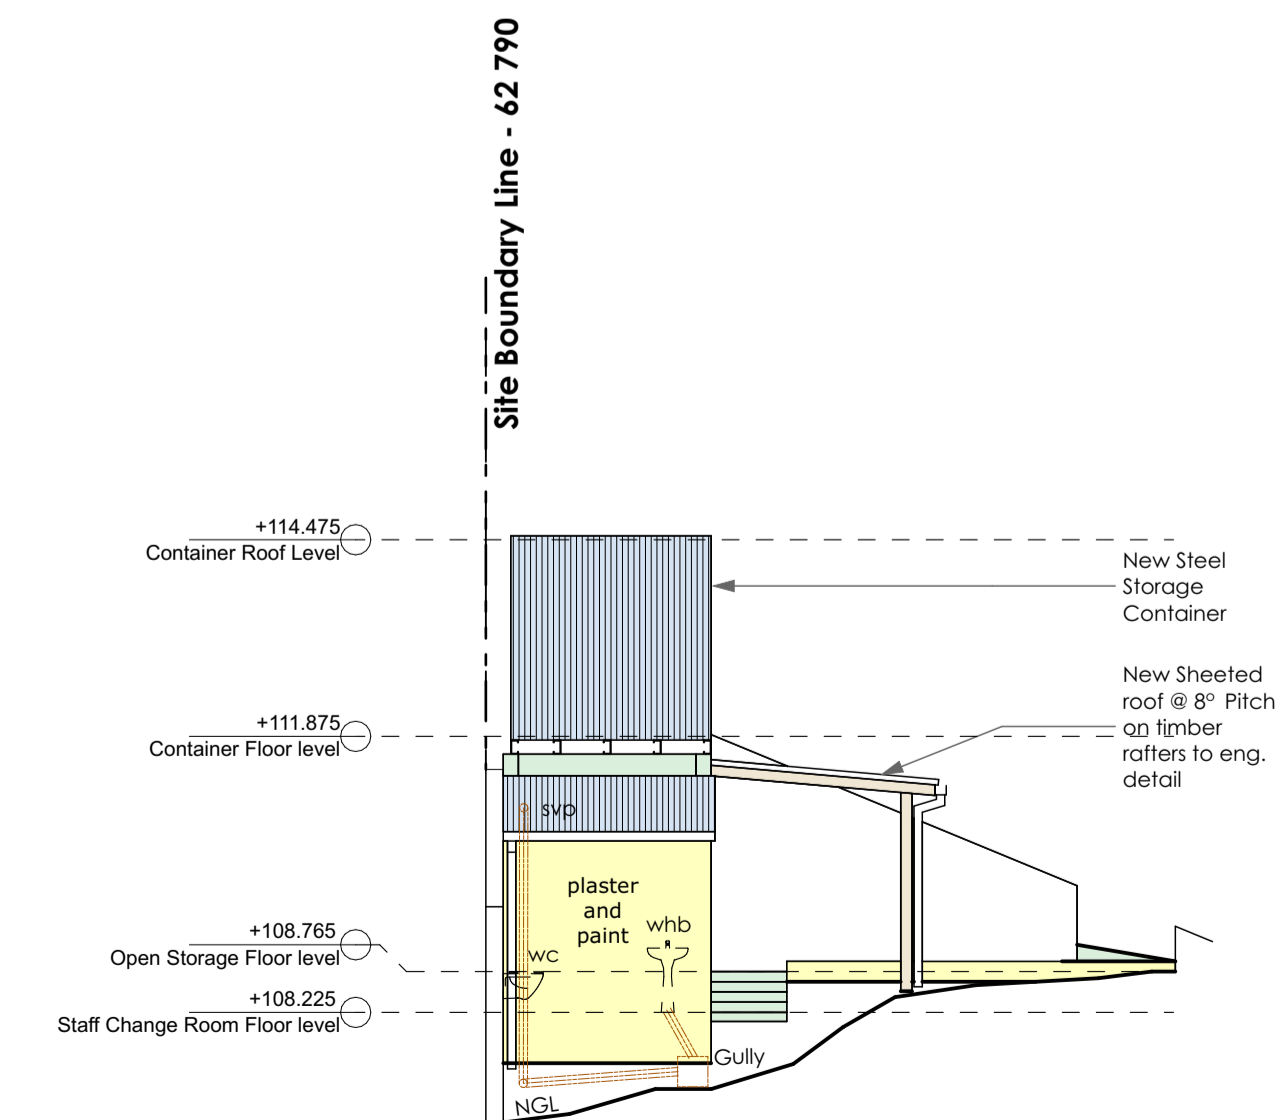 Site Boundary Line - 62 790
+114.475
Container Roof Level
New Steel
Storage
Container
New Sheeted
roof @ 8° Pitch
on timber
rafters to eng.
detail
+111.875
Container Floor level
svp
plaster
and
paint
whb
wc
+108.765
Open Storage Floor level
+108.225
Staff Change Room Floor level
Gully
NGL